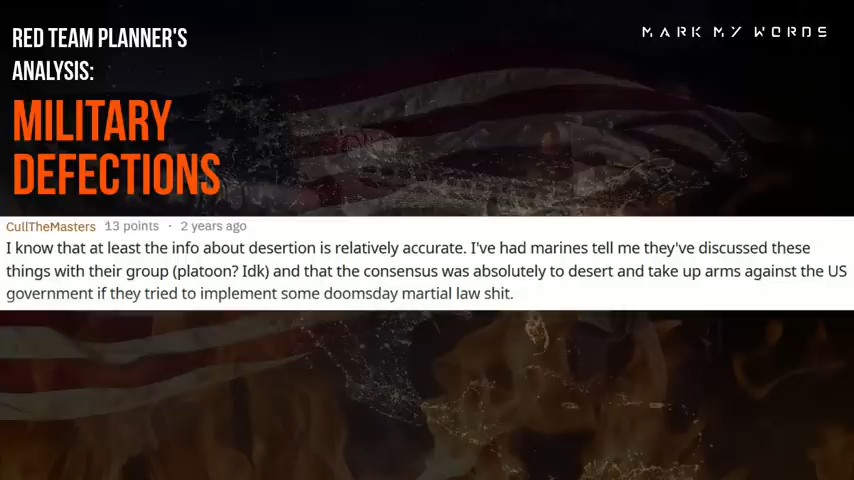 RED TEAM PLANNER'S
MARK MY WORDS
ANALYSIS:
MILITARY
DEFECTIONS
CullTheMasters 13 points · 2 years ago
I know that at least the info about desertion is relatively accurate. I've had marines tell me they've discussed these
things with their group (platoon? Idk) and that the consensus was absolutely to desert and take up arms against the US
government if they tried to implement some doomsday martial law shit.